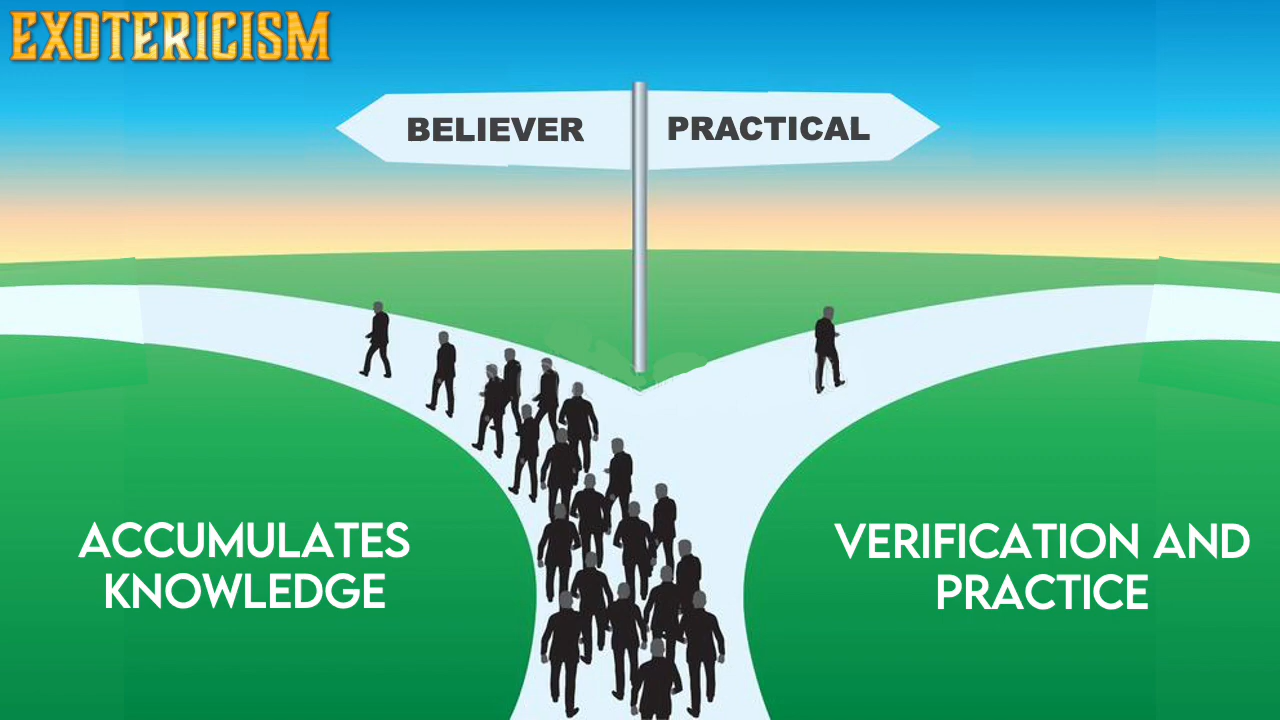 EXOTERICISM
BELIEVER
PRACTICAL
ACCUMULATES
KNOWLEDGE
VERIFICATION AND
PRACTICE